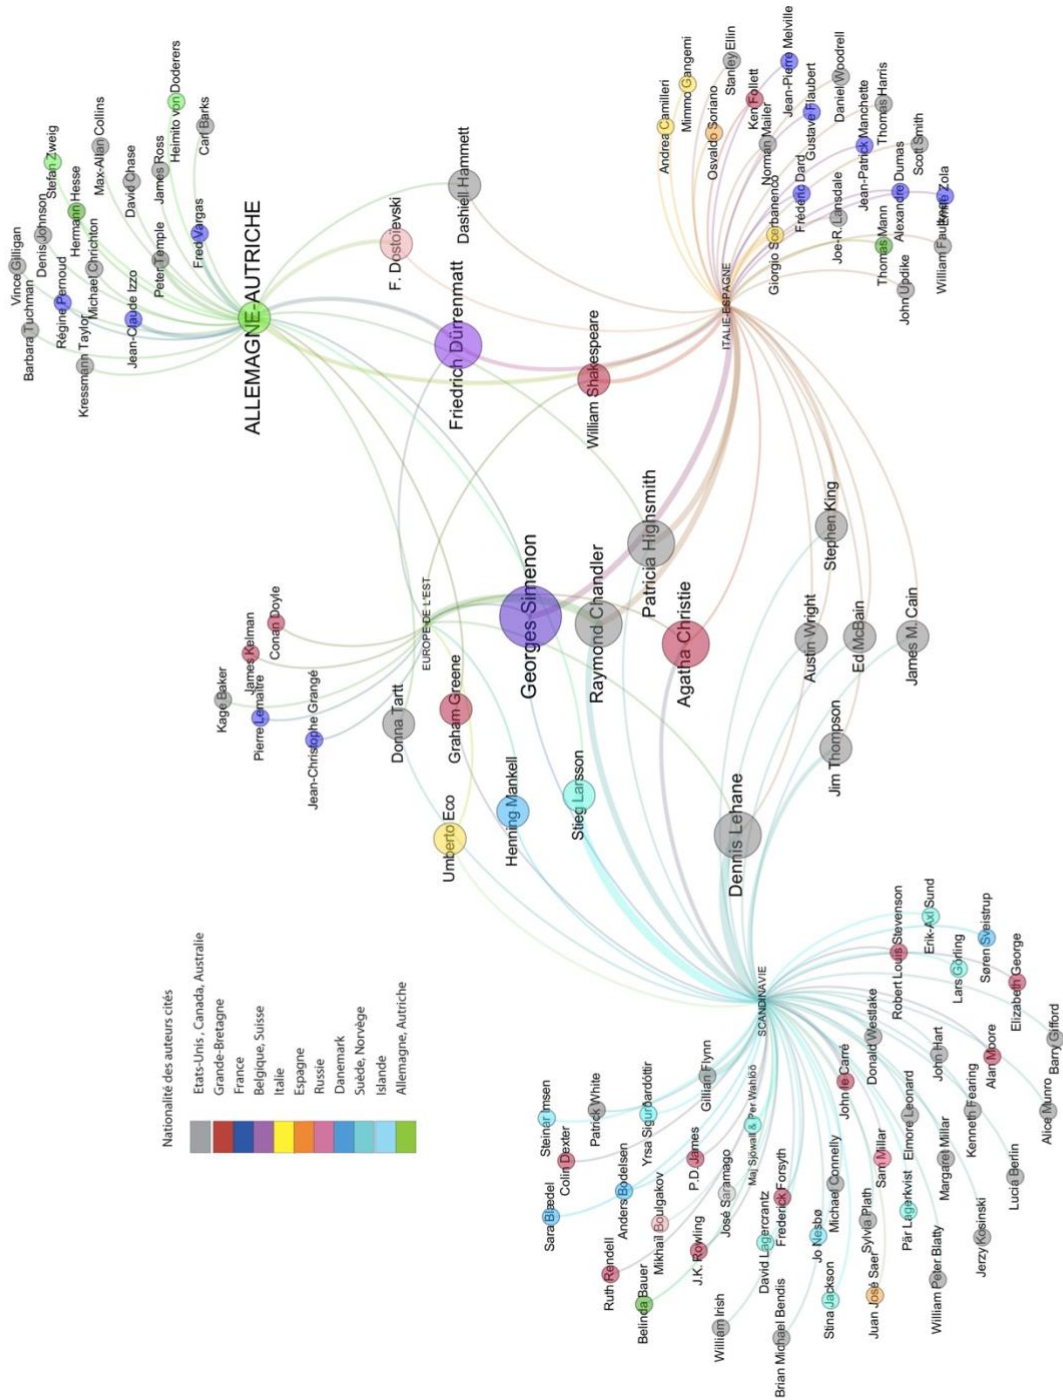 Nationalité des auteurs cités
Etats-Unis , Canada, Australie
Grande-Bretagne
France
Belgique, Suisse
Italie
Espagne
Russie
Danemark
Suède, Norvège
Islande
Allemagne, Autriche
Vince Gilligan
Barbara Tuchman
Denis Johnson
Stefan Zweig
Régine Pernoud
Hermann Hesse
Kressmann Taylor
Michael Chrichton
Max-Allan Collins
Jean-Claude Izzo
David Chase
Peter Temple
James Ross
Heimito von Doderers
Fred Vargas
Carl Barks
ALLEMAGNE-AUTRICHE
Kage Baker
James Kelman
Pierre Lemaitre
Conan Doyle
Jean-Christophe Grangé
Donna Tartt
F. Dostoïevski
EUROPE DE L'EST
Umberto Eco
Graham Greene
Friedrich Dürrenmatt
Dashiell Hammett
Henning Mankell
Georges Simenon
Stieg Larsson
Raymond Chandler
William Shakespeare
Patricia Highsmith
Agatha Christie
Dennis Lehane
ITALIE-ESPAGNE
Austin Wright
Stephen King
Jim Thompson
Ed McBain
James M. Cain
Andrea Camilleri
Mimmo Gangemi
Osvaldo Soriano
Stanley Ellin
Ken Follett
Norman Mailer
Jean-Pierre Melville
Giorgio Scerbanenco
Frédéric Dard
Gustave Flaubert
Daniel Woodrell
Joe-R. Lansdale
Jean-Patrick Manchette
Thomas Harris
Thomas Mann
Alexandre Dumas
Scott Smith
John Updike
William Faulkner
Emile Zola
SCANDINAVIE
Steinar Imsen
Sara Blædel
Colin Dexter
Patrick White
Ruth Rendell
Anders Bodelsen
Yrsa Sigurðardóttir
Belinda Bauer
Mikhaïl Boulgakov
Gillian Flynn
J.K. Rowling
P.D. James
William Irish
José Saramago
Maj Sjöwall & Per Wahlöö
David Lagercrantz
Brian Michael Bendis
Frederick Forsyth
Jo Nesbø
Michael Connelly
John le Carré
Stina Jackson
Sylvia Plath
Donald Westlake
Juan José Saer
Sam Millar
Robert Louis Stevenson
Pär Lagerkvist
Elmore Leonard
Erik-Axl Sund
William Peter Blatty
Margaret Millar
John Hart
Lars Görling
Jerzy Kosinski
Kenneth Fearing
Søren Sveistrup
Lucia Berlin
Alan Moore
Elizabeth George
Alice Munro
Barry Gifford